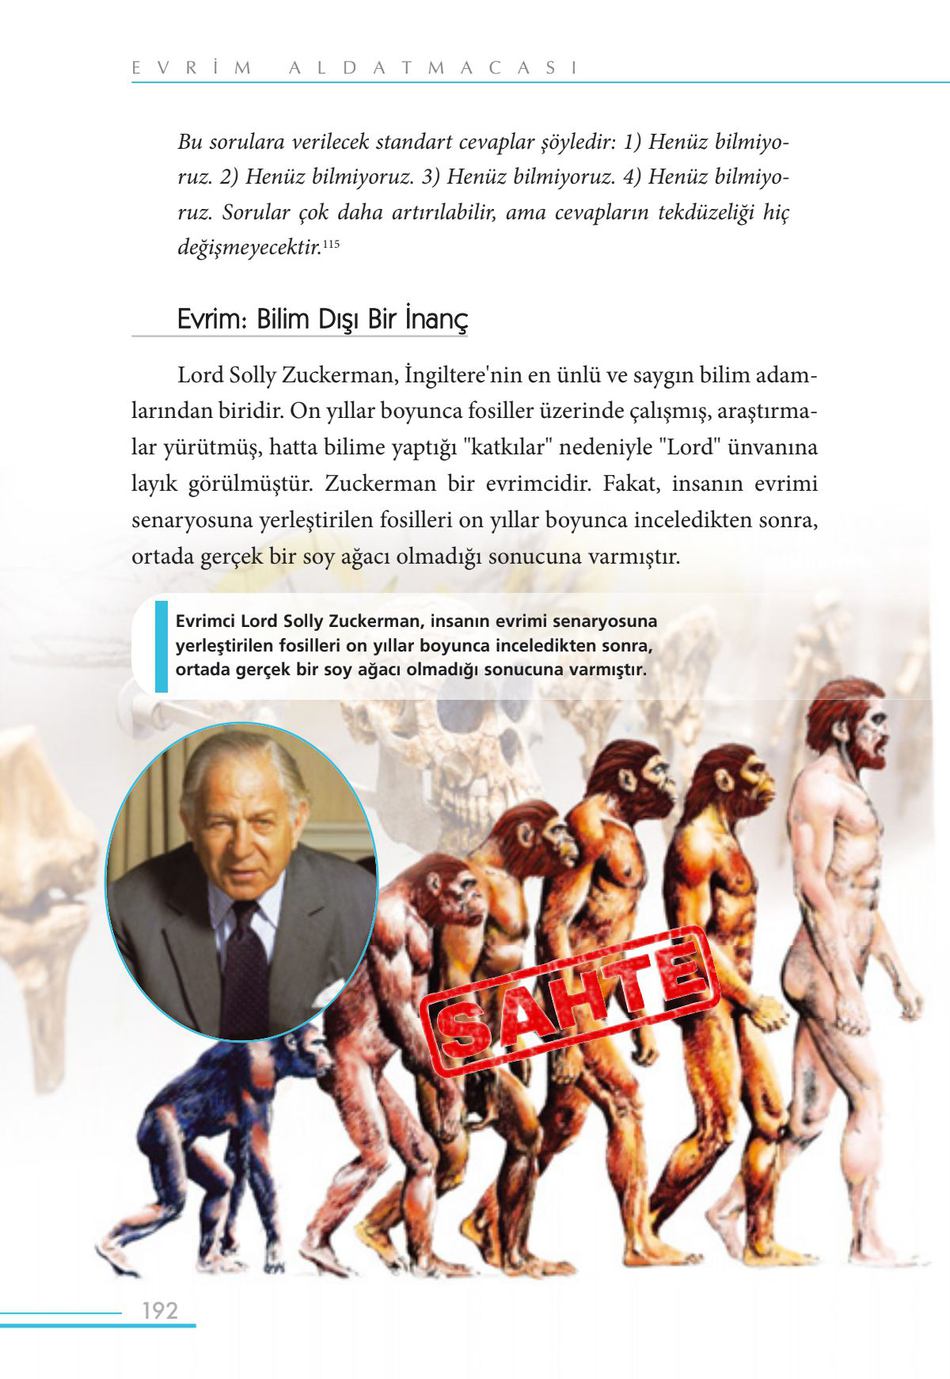 EVRİM ALDATMACASI
Bu sorulara verilecek standart cevaplar şöyledir: 1) Henüz bilmiyo-
ruz. 2) Henüz bilmiyoruz. 3) Henüz bilmiyoruz. 4) Henüz bilmiyo-
ruz. Sorular çok daha artırılabilir, ama cevapların tekdüzeliği hiç
değişmeyecektir.115
Evrim: Bilim Dışı Bir İnanç
Lord Solly Zuckerman, İngiltere'nin en ünlü ve saygın bilim adam-
larından biridir. On yıllar boyunca fosiller üzerinde çalışmış, araştırma-
lar yürütmüş, hatta bilime yaptığı "katkılar" nedeniyle "Lord" ünvanına
layık görülmüştür. Zuckerman bir evrimcidir. Fakat, insanın evrimi
senaryosuna yerleştirilen fosilleri on yıllar boyunca inceledikten sonra,
ortada gerçek bir soy ağacı olmadığı sonucuna varmıştır.
Evrimci Lord Solly Zuckerman, insanın evrimi senaryosuna
yerleştirilen fosilleri on yıllar boyunca inceledikten sonra,
ortada gerçek bir soy ağacı olmadığı sonucuna varmıştır.
SAHTE
192